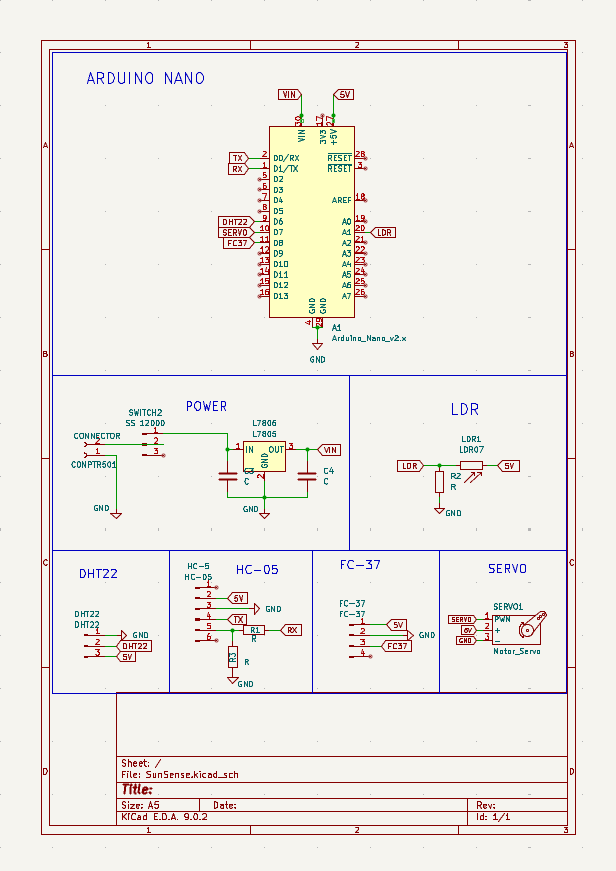 1 2 3
ARDUINO NANO
VIN 5V
30 17 27
VIN 3V3 +5V
TX 2 D0/RX RESET 28
RX 1 D1/TX RESET 3
5 D2
6 D3
7 D4 AREF 18
8 D5
DHT22 9 D6 A0 19
SERVO 10 D7 A1 20 LDR
FC37 11 D8 A2 21
12 D9 A3 22
13 D10 A4 23
14 D11 A5 24
15 D12 A6 25
16 D13 A7 26
GND GND
4 29
A1
Arduino_Nano_v2.x
GND
A
B
C
D
A
B
C
D
POWER
SWITCH2
SS 12D00
CONNECTOR
2
1
CONPTR501
1
2
3
GND
L7806
L7805
1 IN OUT 3 VIN
GND
2
C3
C
C4
C
GND
LDR
LDR1
LDR07
LDR 5V
R2
R
GND
DHT22
DHT22
DHT22
1 GND
2 DHT22
3 5V
HC-05
HC-5
HC-05
1
2 5V
3 GND
4 TX
5 R1 RX
6 R
R3 R
GND
FC-37
FC-37
FC-37
1 5V
2 GND
3 FC37
4
SERVO
SERVO1
SERVO 1 PWM
6V 2 +
GND 3 -
Motor_Servo
Sheet: /
File: SunSense.kicad_sch
Title:
Size: A5 Date: Rev:
KiCad E.D.A. 9.0.2 Id: 1/1
1 2 3